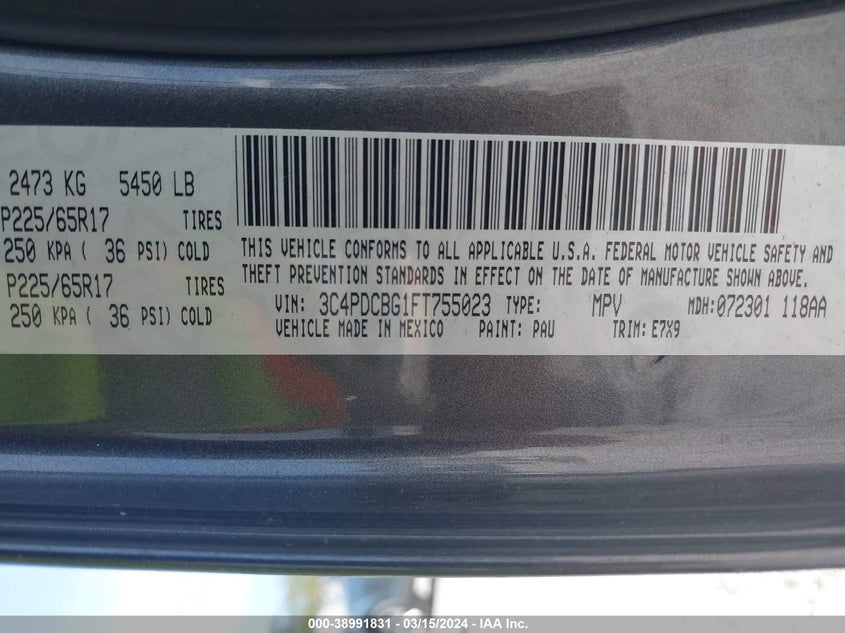 2473 KG 5450 LB
P225/65R17 TIRES
250 KPA ( 36 PSI) COLD
P225/65R17 TIRES
250 KPA ( 36 PSI) COLD
THIS VEHICLE CONFORMS TO ALL APPLICABLE U.S.A. FEDERAL MOTOR VEHICLE SAFETY AND
THEFT PREVENTION STANDARDS IN EFFECT ON THE DATE OF MANUFACTURE SHOWN ABOVE.
VIN: 3C4PDCBG1FT755023 TYPE: MPV MDH:072301 118AA
VEHICLE MADE IN MEXICO PAINT: PAU TRIM: E7X9
000-38991831 - 03/15/2024 - IAA Inc.